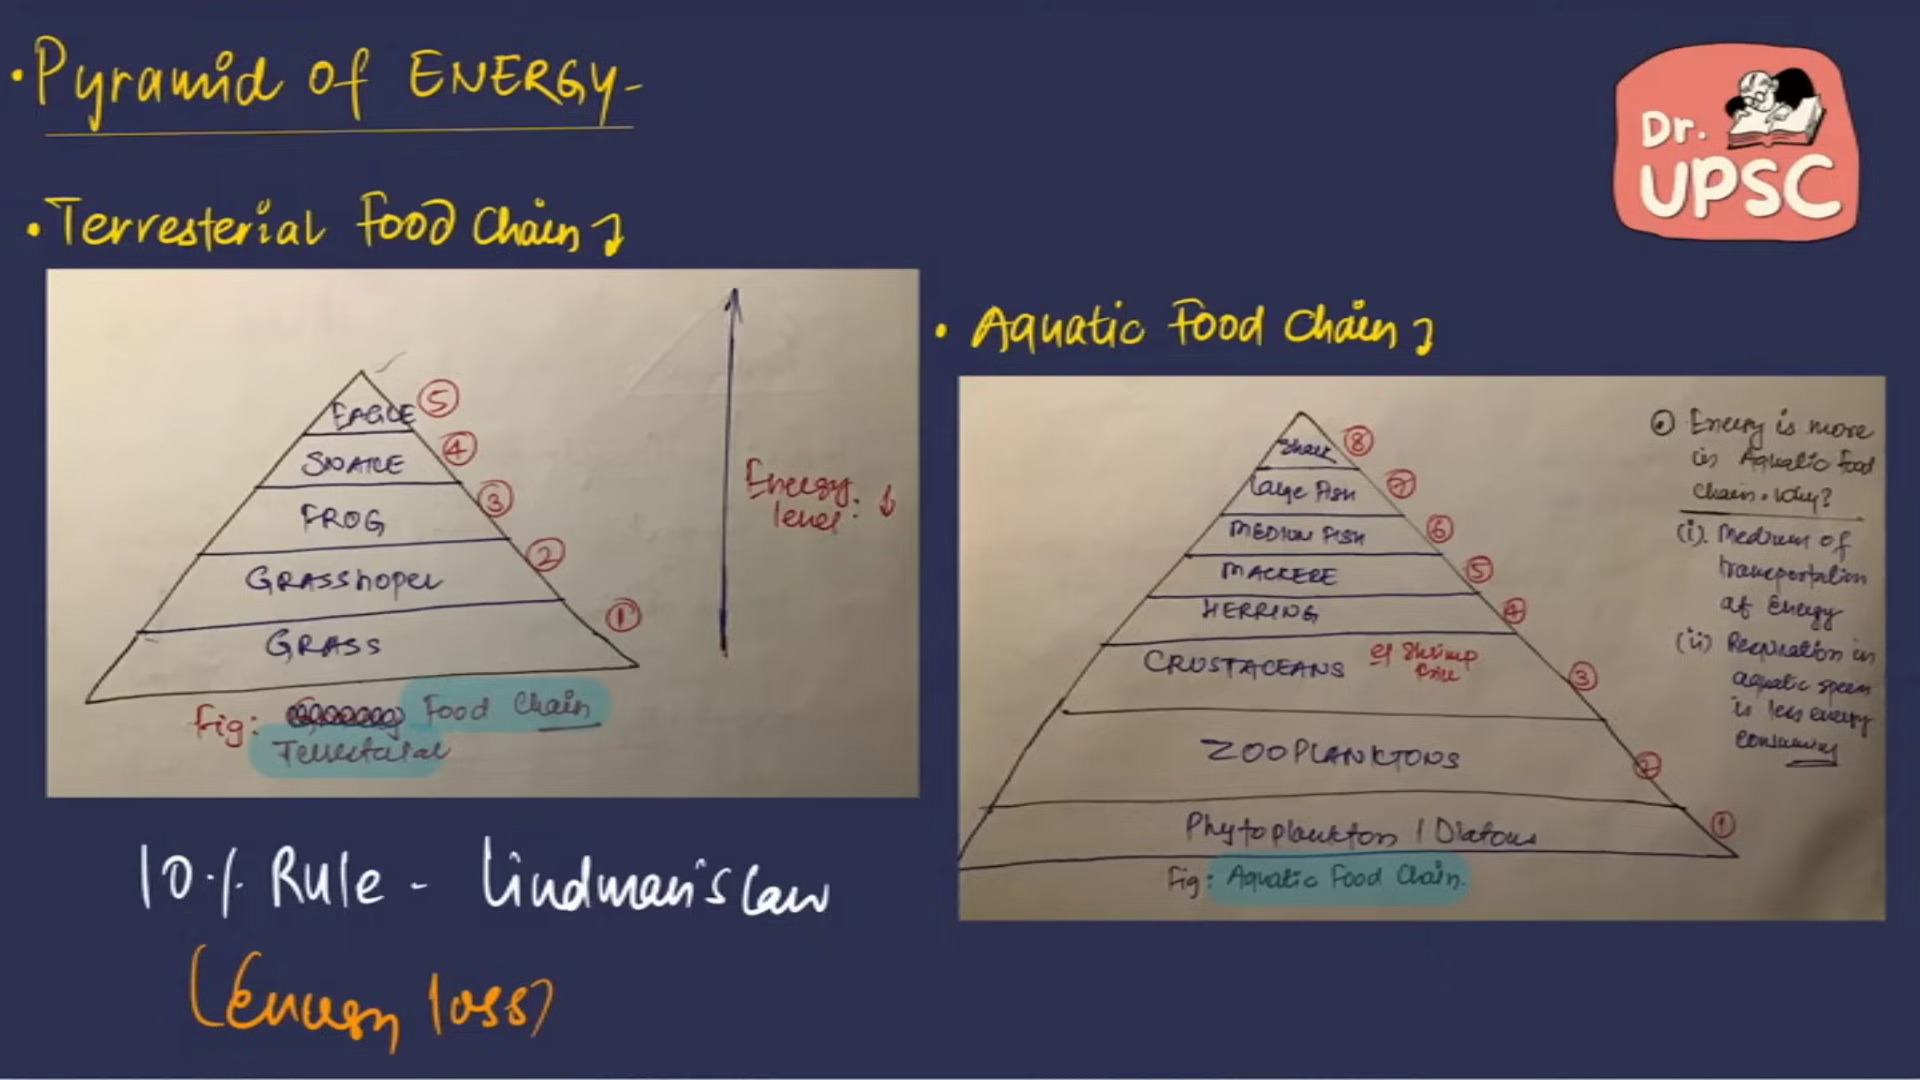 • Pyramid of ENERGY-
Dr.
UPSC
• Terresterial Food Chain
EAGLE 5
SNAKE 4
FROG 3
GRASSHOPER 2
GRASS 1
Energy
level: ↓
Fig: Food Chain
Terrestarial
10% Rule - Lindman's law
(Energy loss)
• Aquatic Food Chain
Shark 8
Large Fish 7
MEDIUM FISH 6
MACKERE 5
HERRING 4
CRUSTACEANS eg Shrimp 3
ZOOPLANKTONS 2
Phytoplankton / Diatoms 1
Fig: Aquatic Food Chain.
Energy is more
in Aquatic food
chain. Why?
(i). Medium of
transportation
of Energy
(ii) Respiration in
aquatic
is less energy
consuming